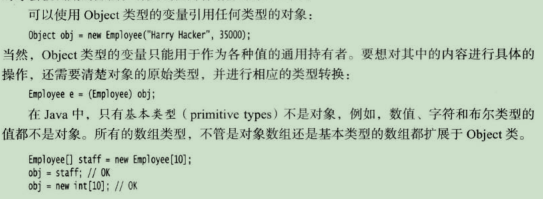 可以使用 Object 类型的变量引用任何类型的对象：
Object obj = new Employee("Harry Hacker", 35000);
当然，Object 类型的变量只能用于作为各种值的通用持有者。要想对其中的内容进行具体的
操作，还需要清楚对象的原始类型，并进行相应的类型转换：
Employee e = (Employee) obj;
在 Java 中，只有基本类型（primitive types）不是对象，例如，数值、字符和布尔类型的
值都不是对象。所有的数组类型，不管是对象数组还是基本类型的数组都扩展于 Object 类。
Employee[] staff = new Employee[10];
obj = staff; // OK
obj = new int[10]; // OK